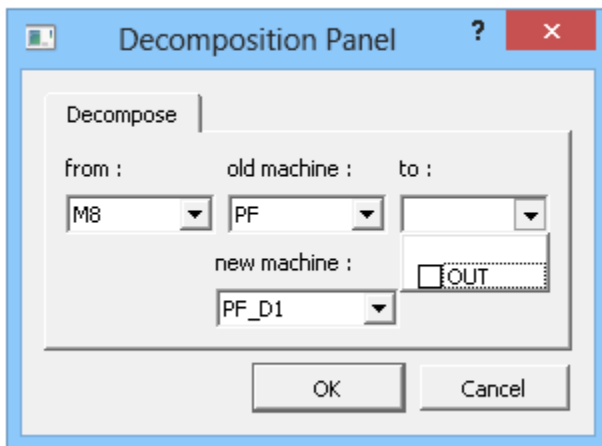 Decomposition Panel ?
Decompose
from : old machine : to :
M8 PF
OUT
new machine :
PF_D1
OK Cancel